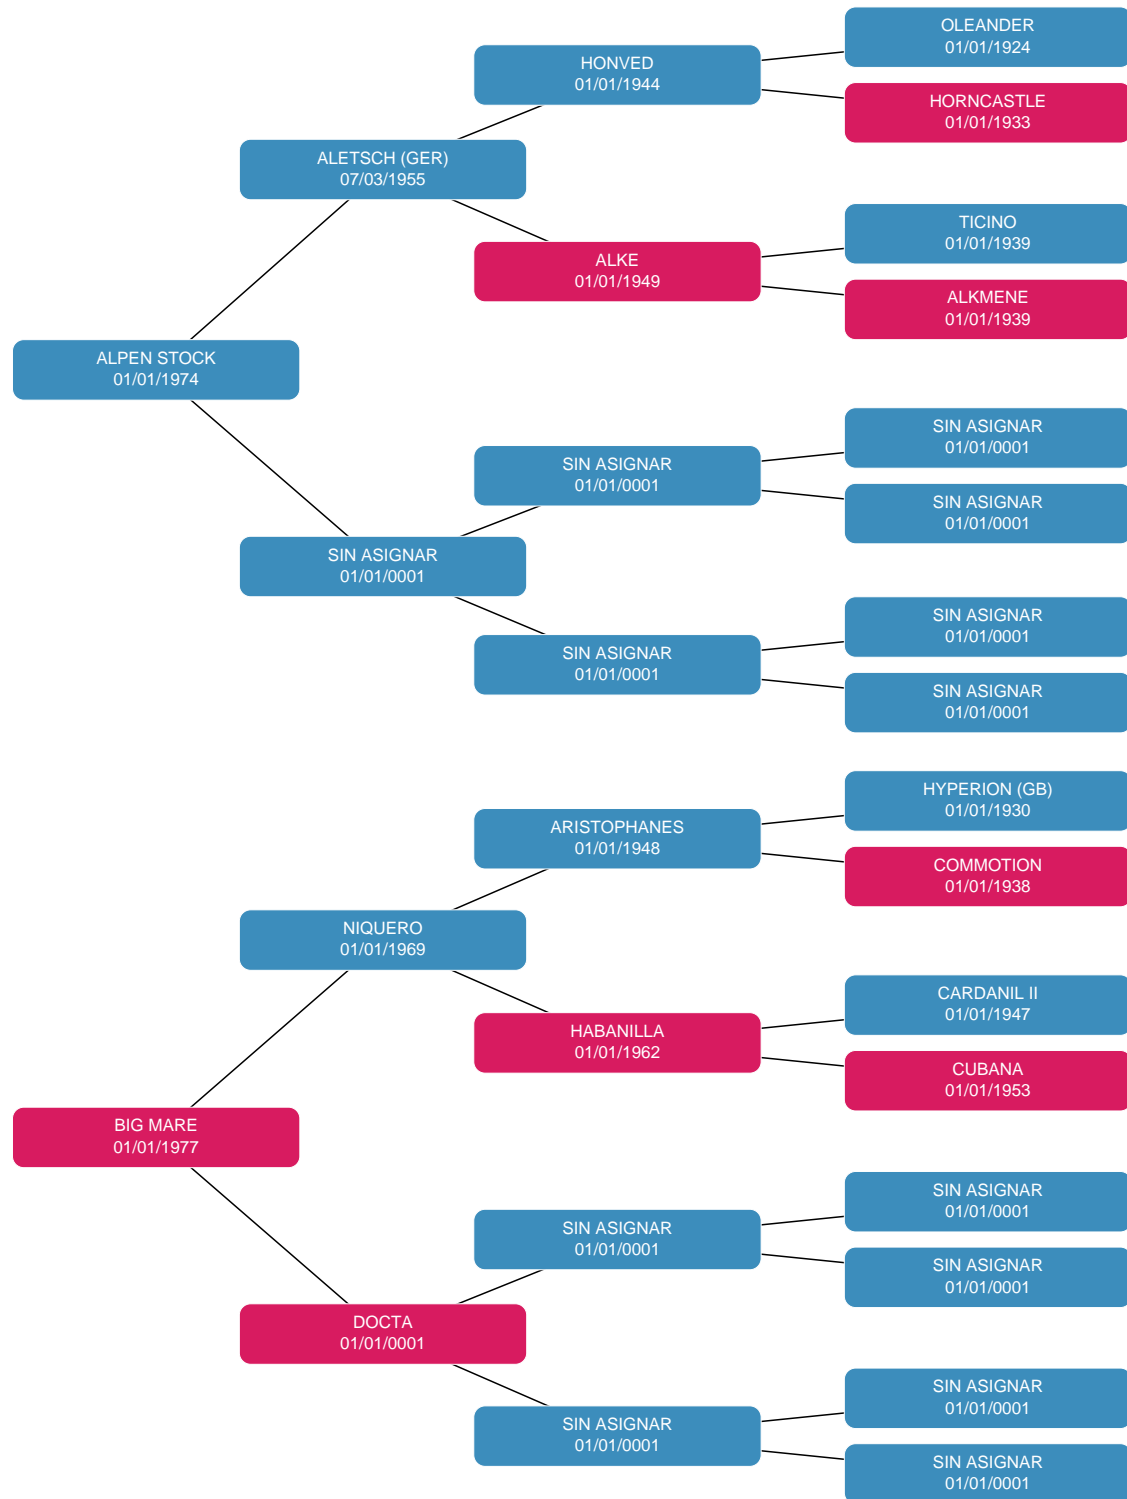 OLEANDER
01/01/1924
HONVED
01/01/1944
HORNCASTLE
01/01/1933
ALETSCH (GER)
07/03/1955
TICINO
01/01/1939
ALKE
01/01/1949
ALKMENE
01/01/1939
ALPEN STOCK
01/01/1974
SIN ASIGNAR
01/01/0001
SIN ASIGNAR
01/01/0001
SIN ASIGNAR
01/01/0001
SIN ASIGNAR
01/01/0001
SIN ASIGNAR
01/01/0001
SIN ASIGNAR
01/01/0001
SIN ASIGNAR
01/01/0001
HYPERION (GB)
01/01/1930
ARISTOPHANES
01/01/1948
COMMOTION
01/01/1938
NIQUERO
01/01/1969
CARDANIL II
01/01/1947
HABANILLA
01/01/1962
CUBANA
01/01/1953
BIG MARE
01/01/1977
SIN ASIGNAR
01/01/0001
SIN ASIGNAR
01/01/0001
SIN ASIGNAR
01/01/0001
DOCTA
01/01/0001
SIN ASIGNAR
01/01/0001
SIN ASIGNAR
01/01/0001
SIN ASIGNAR
01/01/0001